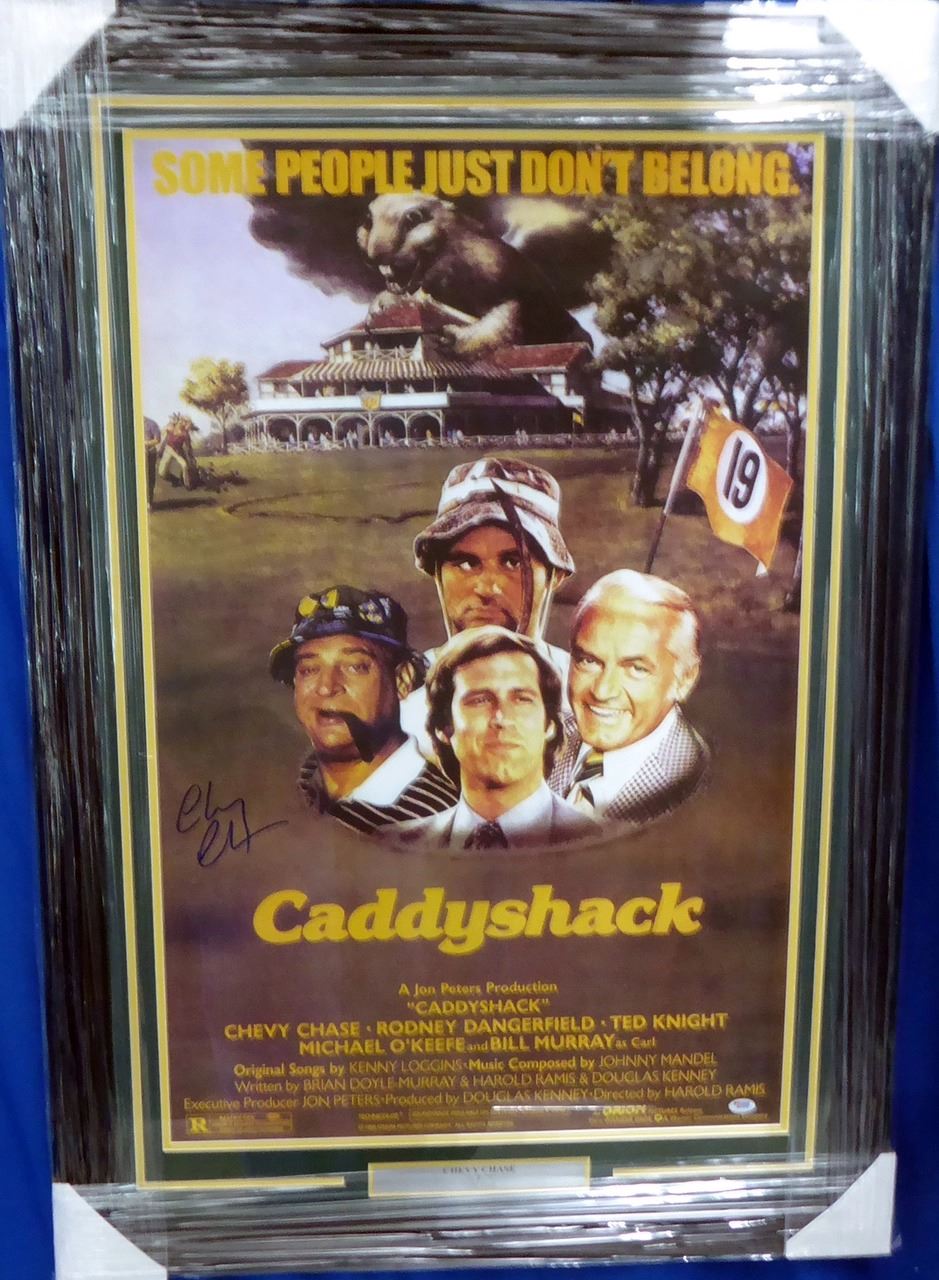 SOME PEOPLE JUST DON'T BELONG.
19
Caddyshack
A Jon Peters Production
"CADDYSHACK"
CHEVY CHASE · RODNEY DANGERFIELD · TED KNIGHT
MICHAEL O'KEEFE and BILL MURRAY as Carl
Original Songs by KENNY LOGGINS · Music Composed by JOHNNY MANDEL
Written by BRIAN DOYLE-MURRAY & HAROLD RAMIS & DOUGLAS KENNEY
Executive Producer JON PETERS · Produced by DOUGLAS KENNEY · Directed by HAROLD RAMIS
R
ORION
CHEVY CHASE